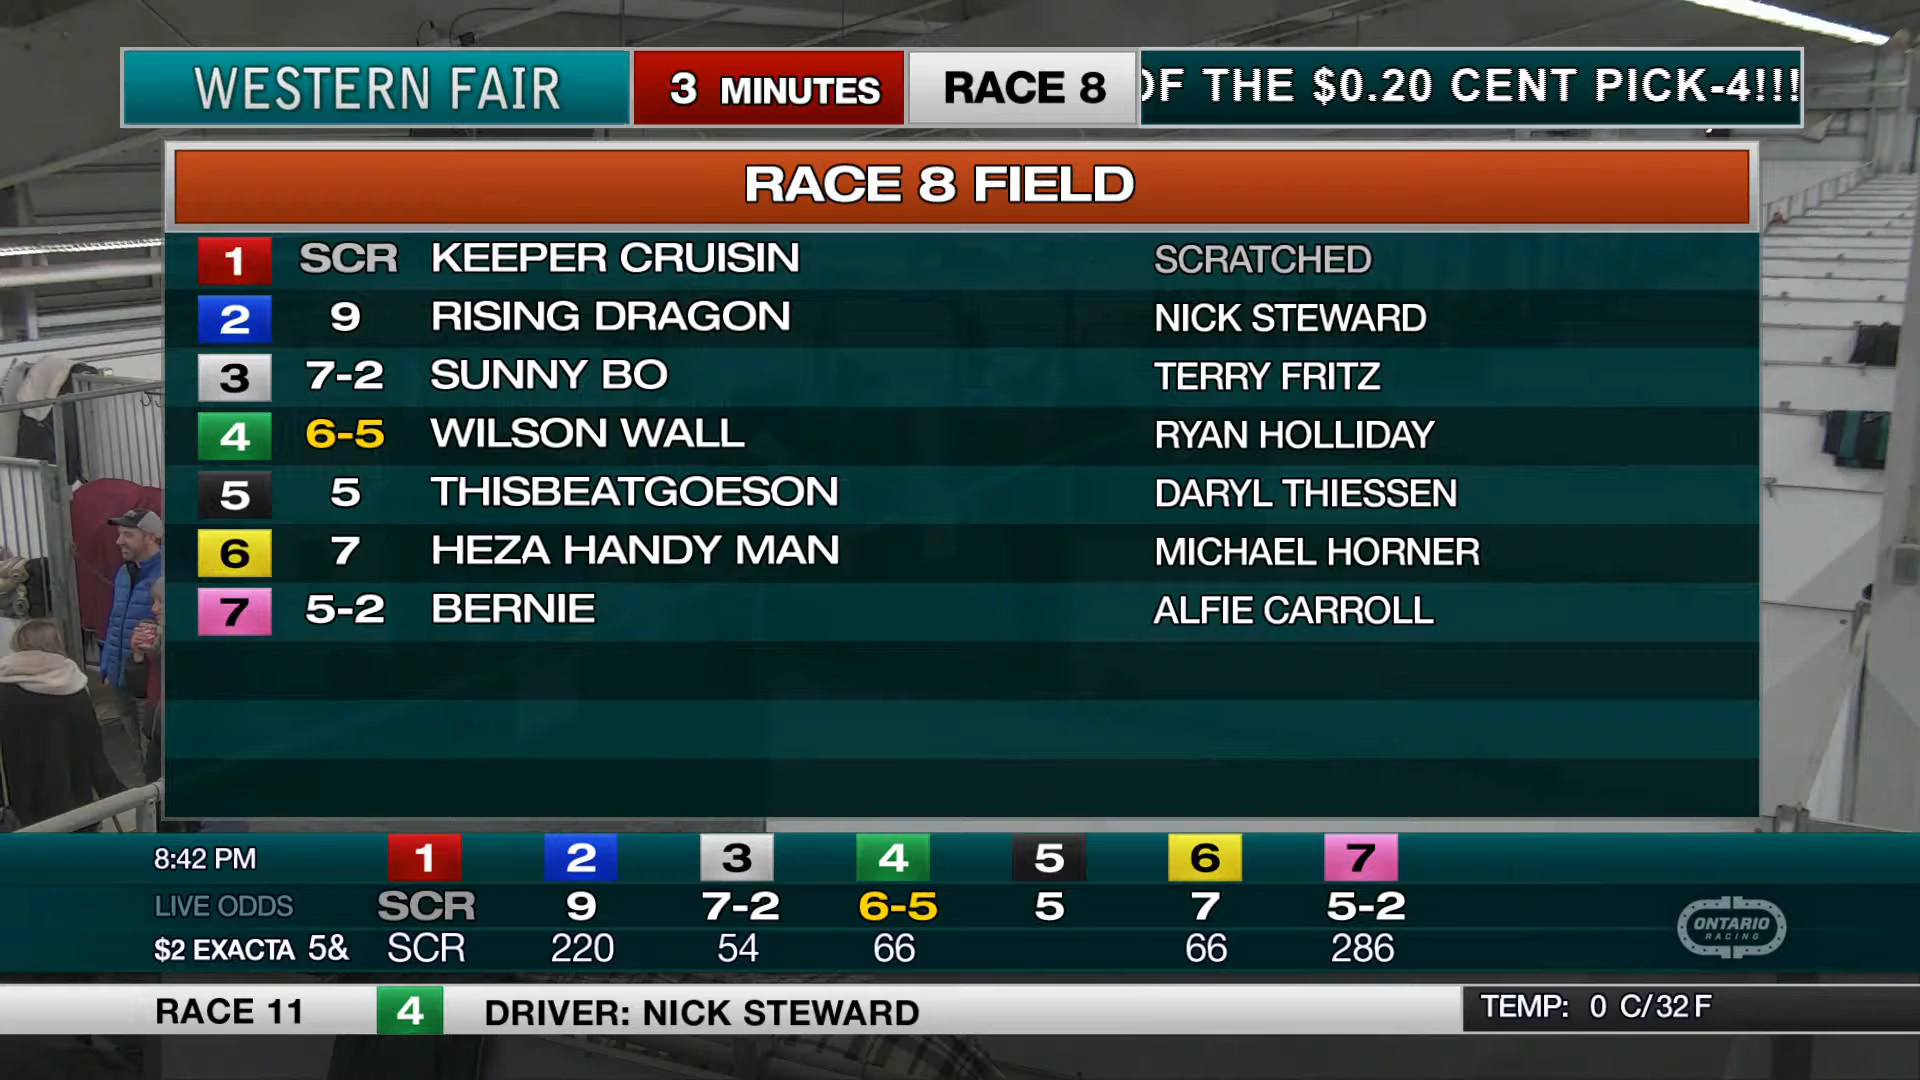 WESTERN FAIR 3 MINUTES RACE 8 OF THE $0.20 CENT PICK-4!!!
RACE 8 FIELD
1 SCR KEEPER CRUISIN SCRATCHED
2 9 RISING DRAGON NICK STEWARD
3 7-2 SUNNY BO TERRY FRITZ
4 6-5 WILSON WALL RYAN HOLLIDAY
5 5 THISBEATGOESON DARYL THIESSEN
6 7 HEZA HANDY MAN MICHAEL HORNER
7 5-2 BERNIE ALFIE CARROLL
8:42 PM 1 2 3 4 5 6 7
LIVE ODDS SCR 9 7-2 6-5 5 7 5-2
$2 EXACTA 5& SCR 220 54 66 66 286
ONTARIO
RACING
RACE 11 4 DRIVER: NICK STEWARD TEMP: 0 C/32 F